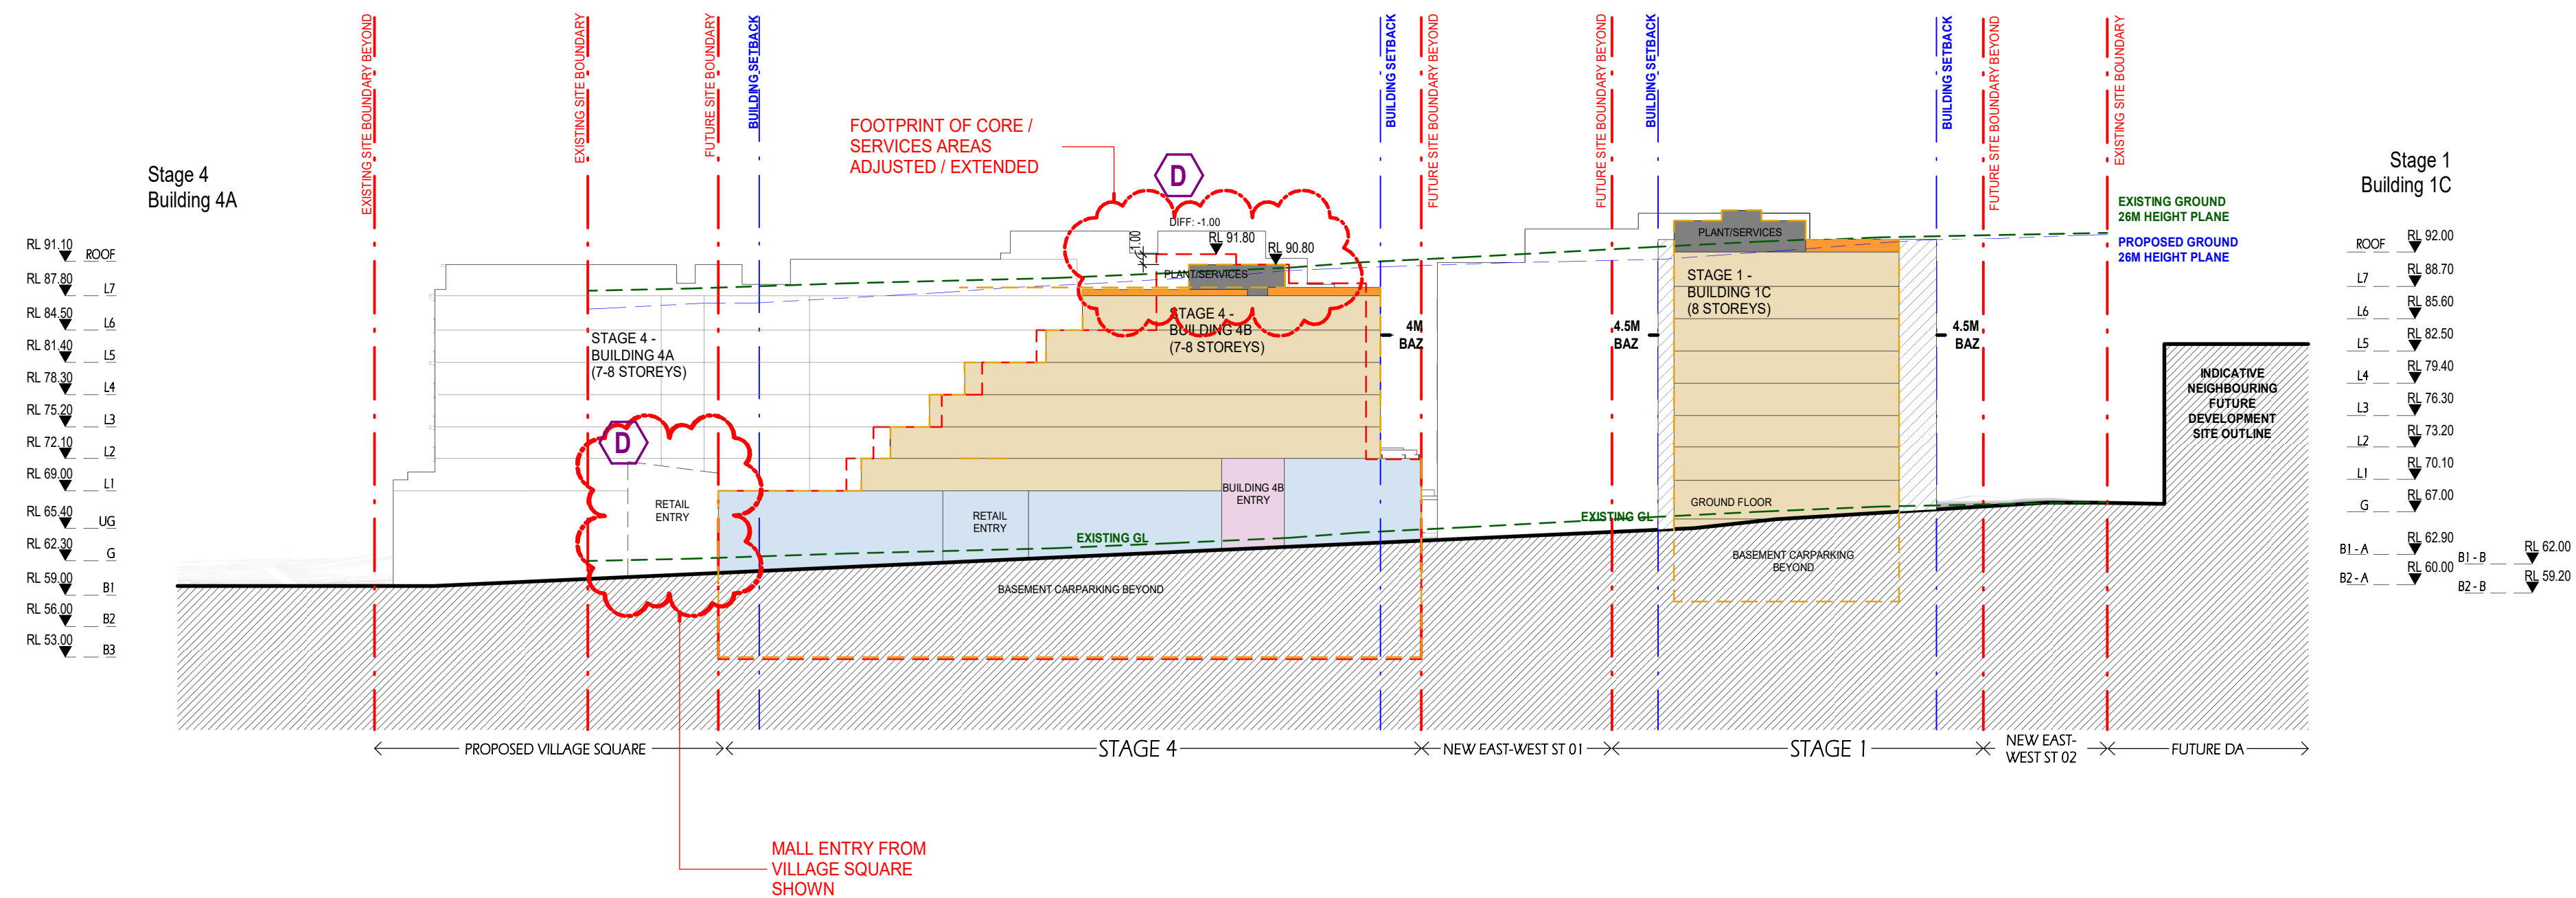 EXISTING SITE BOUNDARY BEYOND
EXISTING SITE BOUNDARY
FUTURE SITE BOUNDARY
BUILDING SETBACK
BUILDING SETBACK
FUTURE SITE BOUNDARY BEYOND
FUTURE SITE BOUNDARY BEYOND
BUILDING SETBACK
BUILDING SETBACK
FUTURE SITE BOUNDARY BEYOND
EXISTING SITE BOUNDARY
FOOTPRINT OF CORE /
SERVICES AREAS
ADJUSTED / EXTENDED
D
Stage 4
Building 4A
Stage 1
Building 1C
EXISTING GROUND
26M HEIGHT PLANE
PROPOSED GROUND
26M HEIGHT PLANE
RL 91.10 ROOF
RL 87.80 L7
RL 84.50 L6
RL 81.40 L5
RL 78.30 L4
RL 75.20 L3
RL 72.10 L2
RL 69.00 L1
RL 65.40 UG
RL 62.30 G
RL 59.00 B1
RL 56.00 B2
RL 53.00 B3
DIFF: -1.00
-1.00
RL 91.80
RL 90.80
PLANT/SERVICES
STAGE 4 -
BUILDING 4B
(7-8 STOREYS)
STAGE 4 -
BUILDING 4A
(7-8 STOREYS)
D
RETAIL
ENTRY
RETAIL
ENTRY
BUILDING 4B
ENTRY
EXISTING GL
BASEMENT CARPARKING BEYOND
4M
BAZ
4.5M
BAZ
PLANT/SERVICES
STAGE 1 -
BUILDING 1C
(8 STOREYS)
4.5M
BAZ
GROUND FLOOR
EXISTING GL
BASEMENT CARPARKING
BEYOND
INDICATIVE
NEIGHBOURING
FUTURE
DEVELOPMENT
SITE OUTLINE
ROOF RL 92.00
L7 RL 88.70
L6 RL 85.60
L5 RL 82.50
L4 RL 79.40
L3 RL 76.30
L2 RL 73.20
L1 RL 70.10
G RL 67.00
B1 - A RL 62.90
B1 - B RL 62.00
B2 - A RL 60.00
B2 - B RL 59.20
PROPOSED VILLAGE SQUARE
STAGE 4
NEW EAST-WEST ST 01
STAGE 1
NEW EAST-
WEST ST 02
FUTURE DA
MALL ENTRY FROM
VILLAGE SQUARE
SHOWN